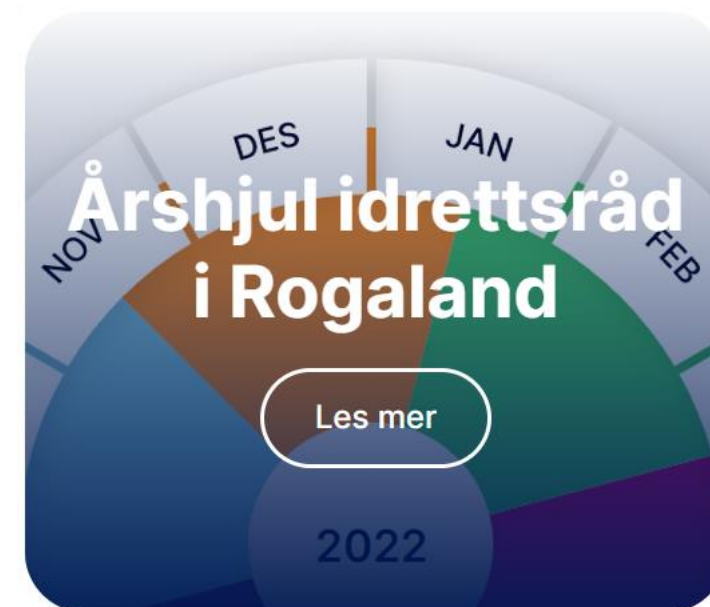 DES
JAN
NOV
FEB
Årshjul idrettsråd
i Rogaland
Les mer
2022